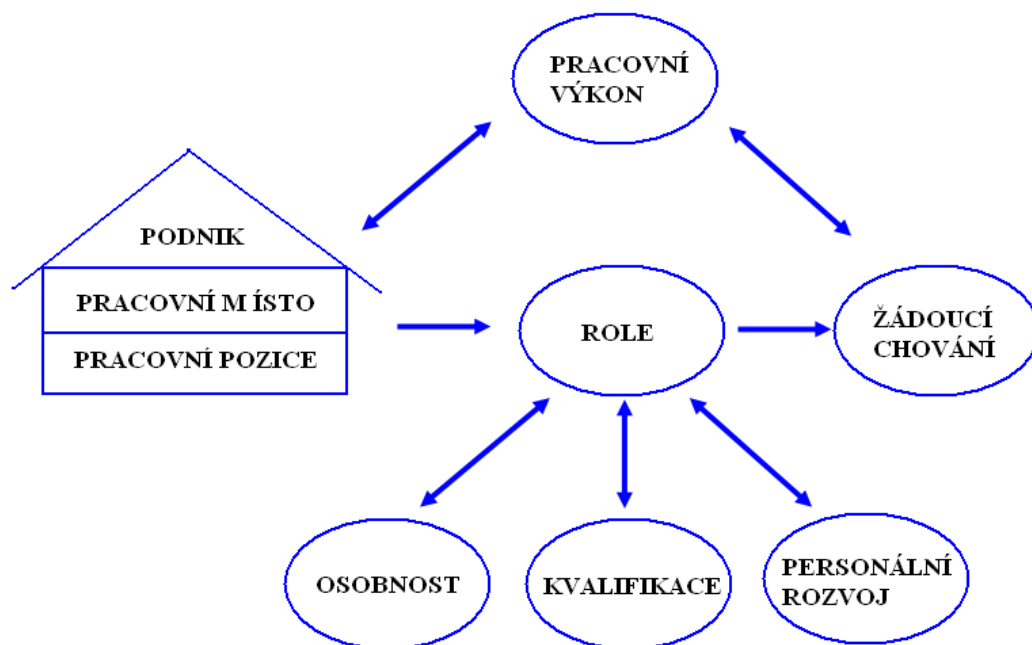 PRACOVNÍ
VÝKON
PODNIK
PRACOVNÍ M ÍSTO
PRACOVNÍ POZICE
ROLE
ŽÁDOUCÍ
CHOVÁNÍ
OSOBNOST
KVALIFIKACE
PERSONÁLNÍ
ROZVOJ